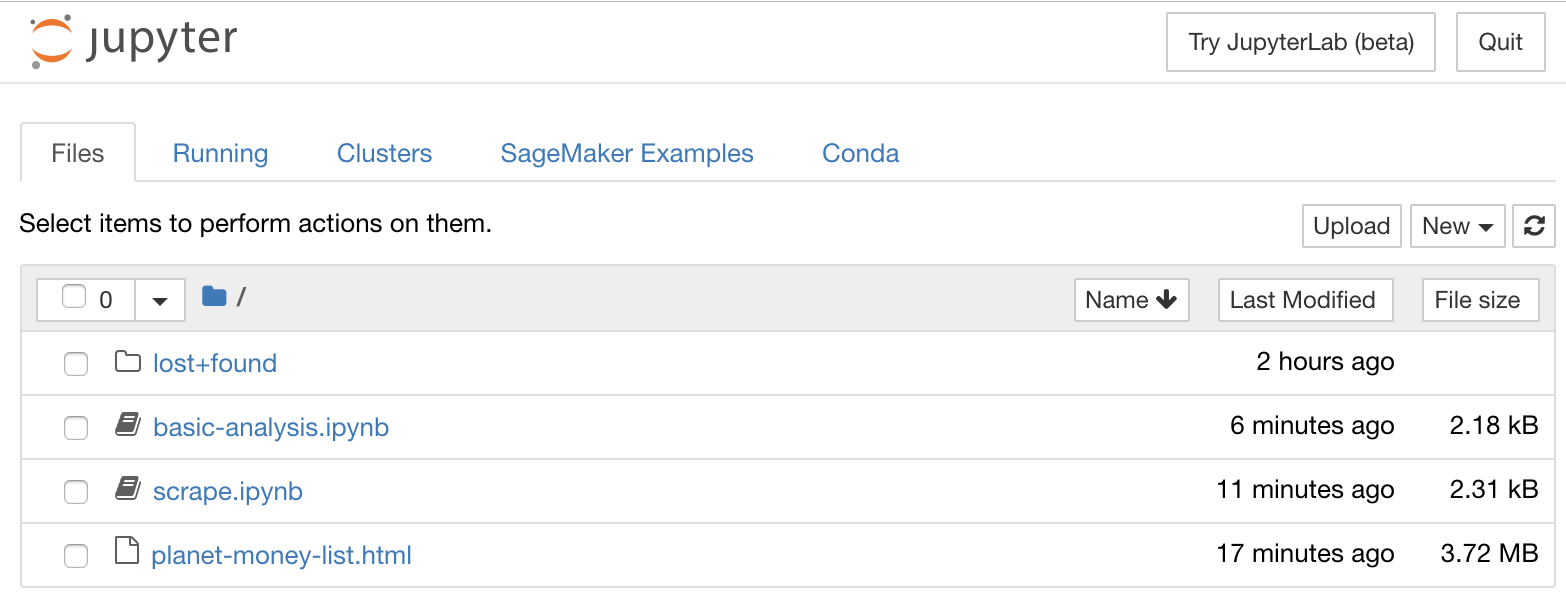 jupyter
Try JupyterLab (beta) Quit
Files Running Clusters SageMaker Examples Conda
Select items to perform actions on them.
Upload New
0 / Name Last Modified File size
lost+found 2 hours ago
basic-analysis.ipynb 6 minutes ago 2.18 kB
scrape.ipynb 11 minutes ago 2.31 kB
planet-money-list.html 17 minutes ago 3.72 MB